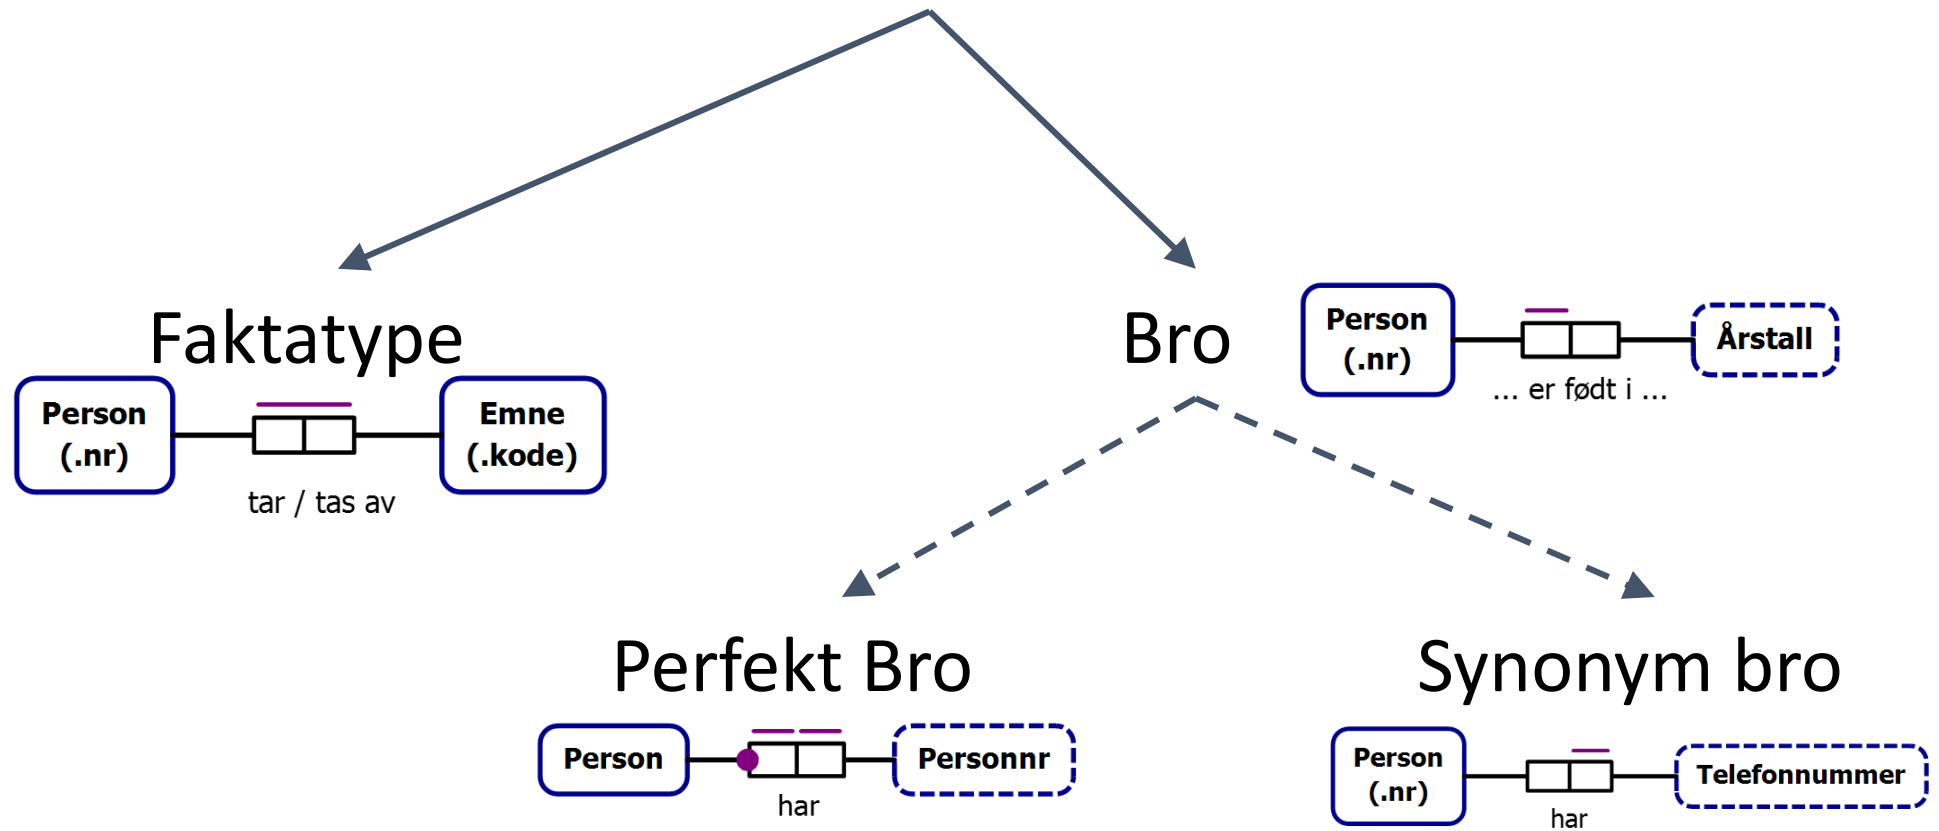 Faktatype
Person
(.nr)
Emne
(.kode)
tar / tas av
Bro
Person
(.nr)
Årstall
... er født i ...
Perfekt Bro
Person
Personnr
har
Synonym bro
Person
(.nr)
Telefonnummer
har